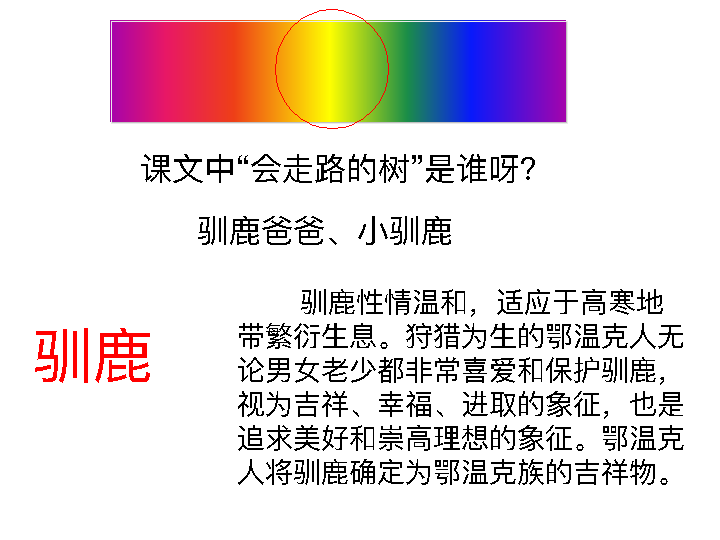 课文中“会走路的树”是谁呀?
驯鹿爸爸、小驯鹿
驯鹿
驯鹿性情温和，适应于高寒地
带繁衍生息。狩猎为生的鄂温克人无
论男女老少都非常喜爱和保护驯鹿，
视为吉祥、幸福、进取的象征，也是
追求美好和崇高理想的象征。鄂温克
人将驯鹿确定为鄂温克族的吉祥物。